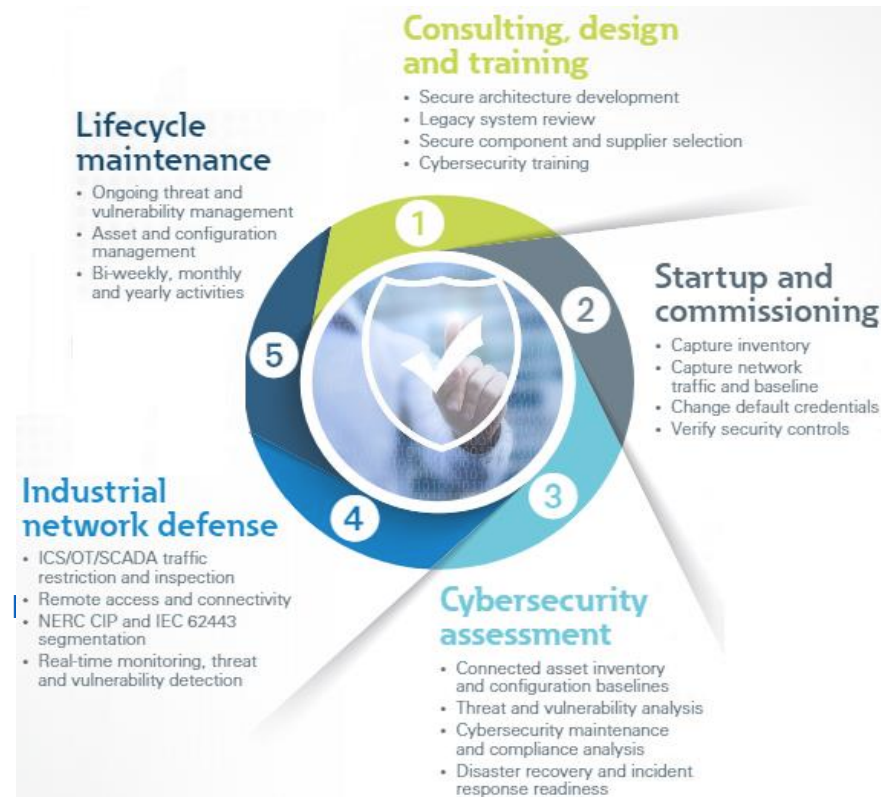 Consulting, design
and training
• Secure architecture development
• Legacy system review
• Secure component and supplier selection
• Cybersecurity training
1
2
Startup and
commissioning
• Capture inventory
• Capture network
traffic and baseline
• Change default credentials
• Verify security controls
3
Cybersecurity
assessment
• Connected asset inventory
and configuration baselines
• Threat and vulnerability analysis
• Cybersecurity maintenance
and compliance analysis
• Disaster recovery and incident
response readiness
4
Industrial
network defense
• ICS/OT/SCADA traffic
restriction and inspection
• Remote access and connectivity
• NERC CIP and IEC 62443
segmentation
• Real-time monitoring, threat
and vulnerability detection
5
Lifecycle
maintenance
• Ongoing threat and
vulnerability management
• Asset and configuration
management
• Bi-weekly, monthly
and yearly activities